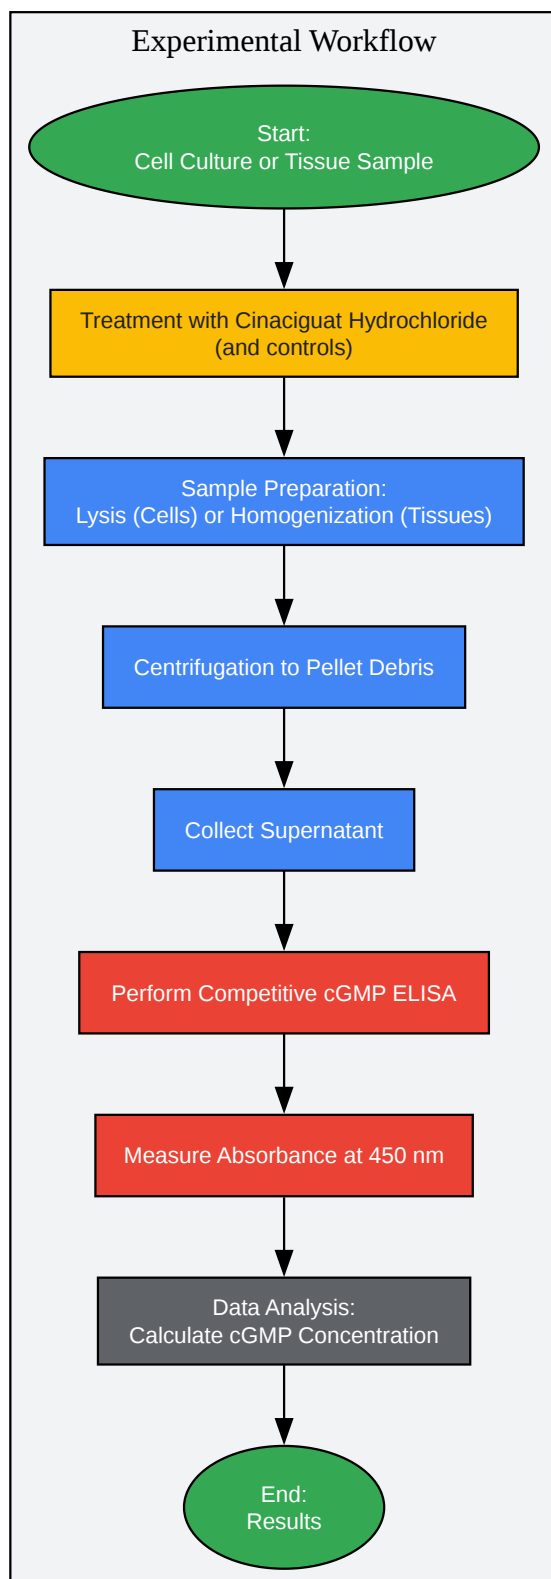 Experimental Workflow
Start:
Cell Culture or Tissue Sample
Treatment with Cinaciguat Hydrochloride
(and controls)
Sample Preparation:
Lysis (Cells) or Homogenization (Tissues)
Centrifugation to Pellet Debris
Collect Supernatant
Perform Competitive cGMP ELISA
Measure Absorbance at 450 nm
Data Analysis:
Calculate cGMP Concentration
End:
Results